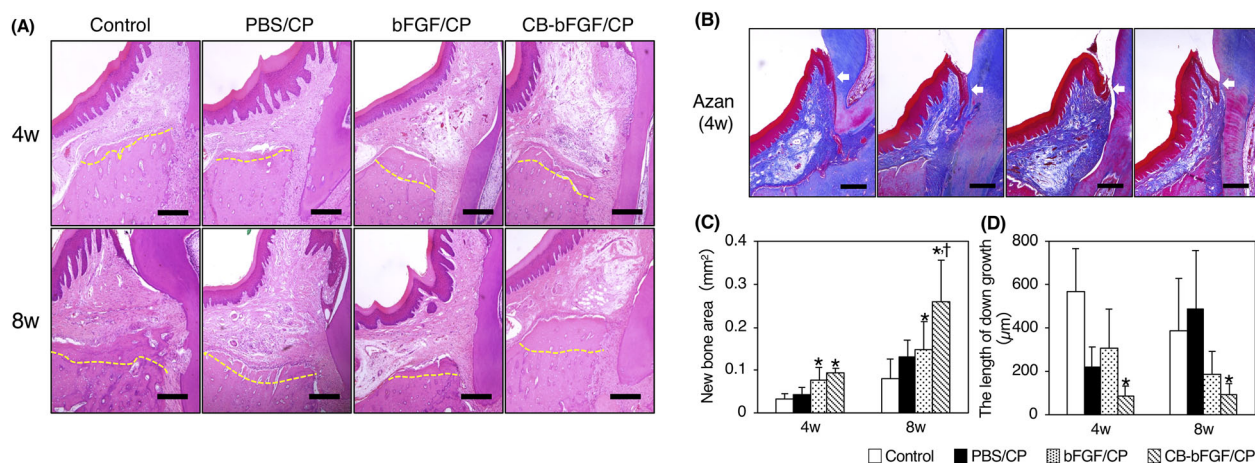 (A)
Control
PBS/CP
bFGF/CP
CB-bFGF/CP
4w
8w
(B)
Azan
(4w)
(C)
New bone area (mm²)
0.4
0.3
0.2
0.1
0
* *
* *,†
4w
8w
(D)
The length of down growth
(µm)
800
600
400
200
0
*
*
4w
8w
Control PBS/CP bFGF/CP CB-bFGF/CP